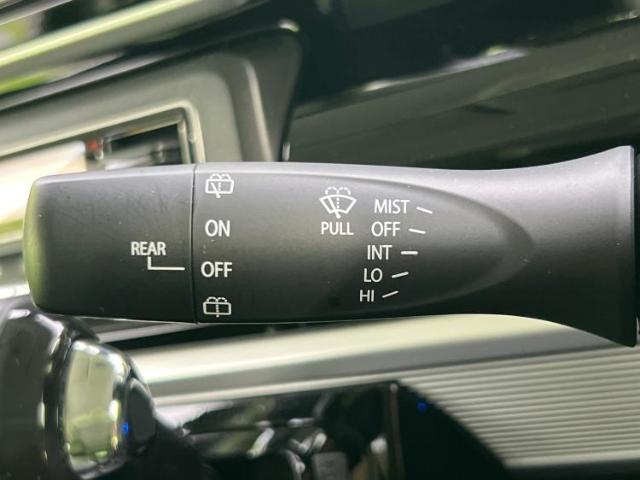 REAR
ON
OFF
PULL
MIST
OFF
INT
LO
HI